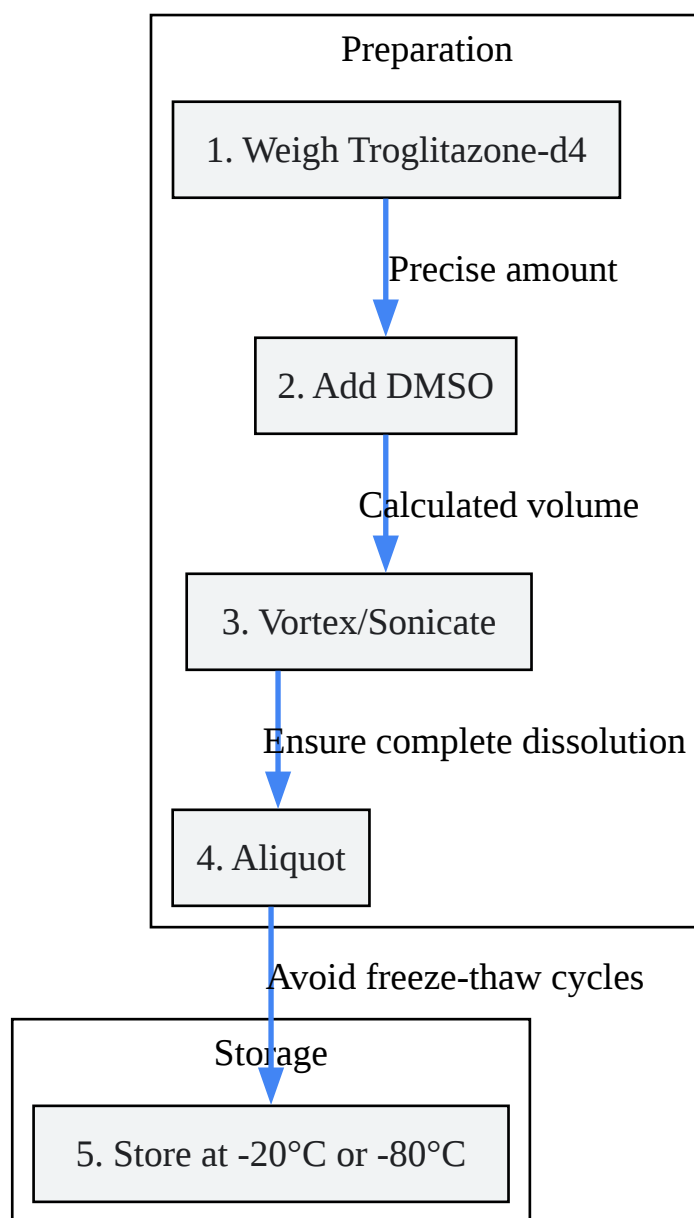 Preparation
1. Weigh Troglitazone-d4
Precise amount
2. Add DMSO
Calculated volume
3. Vortex/Sonicate
Ensure complete dissolution
4. Aliquot
Avoid freeze-thaw cycles
Storage
5. Store at -20°C or -80°C